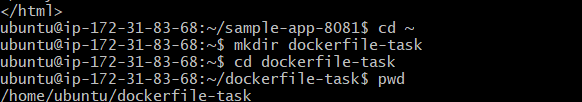 </html>
ubuntu@ip-172-31-83-68:~/sample-app-8081$ cd ~
ubuntu@ip-172-31-83-68:~$ mkdir dockerfile-task
ubuntu@ip-172-31-83-68:~$ cd dockerfile-task
ubuntu@ip-172-31-83-68:~/dockerfile-task$ pwd
/home/ubuntu/dockerfile-task